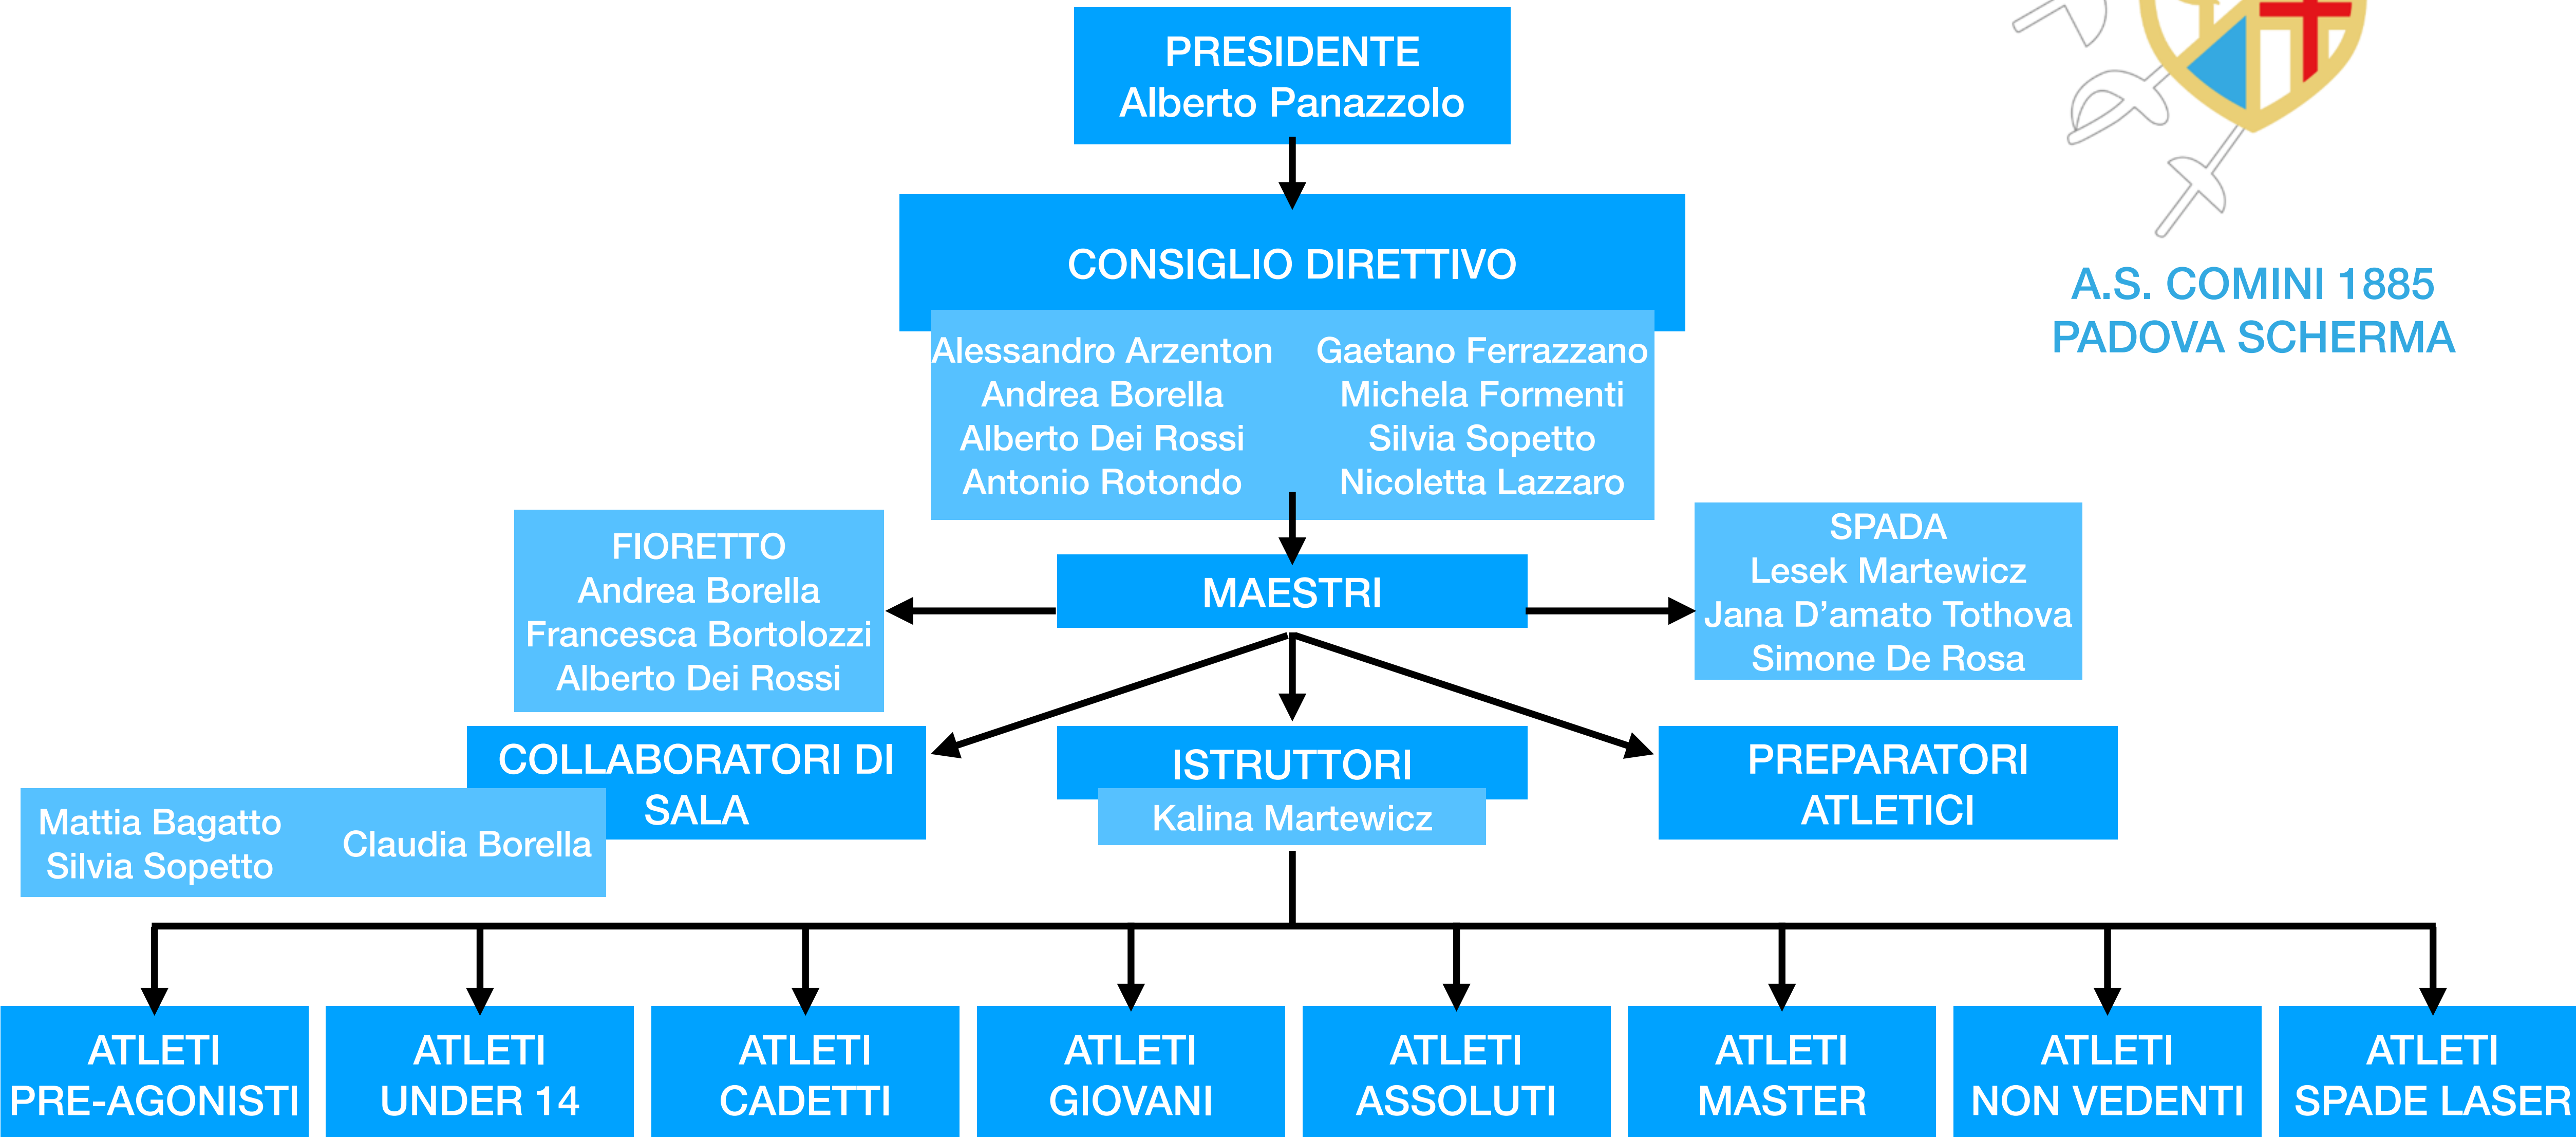 PRESIDENTE
Alberto Panazzolo
CONSIGLIO DIRETTIVO
Alessandro Arzenton
Andrea Borella
Alberto Dei Rossi
Antonio Rotondo
Gaetano Ferrazzano
Michela Formenti
Silvia Sopetto
Nicoletta Lazzaro
A.S. COMINI 1885
PADOVA SCHERMA
FIORETTO
Andrea Borella
Francesca Bortolozzi
Alberto Dei Rossi
MAESTRI
SPADA
Lesek Martewicz
Jana D’amato Tothova
Simone De Rosa
COLLABORATORI DI
SALA
Mattia Bagatto
Silvia Sopetto
Claudia Borella
ISTRUTTORI
Kalina Martewicz
PREPARATORI
ATLETICI
ATLETI
PRE-AGONISTI
ATLETI
UNDER 14
ATLETI
CADETTI
ATLETI
GIOVANI
ATLETI
ASSOLUTI
ATLETI
MASTER
ATLETI
NON VEDENTI
ATLETI
SPADE LASER